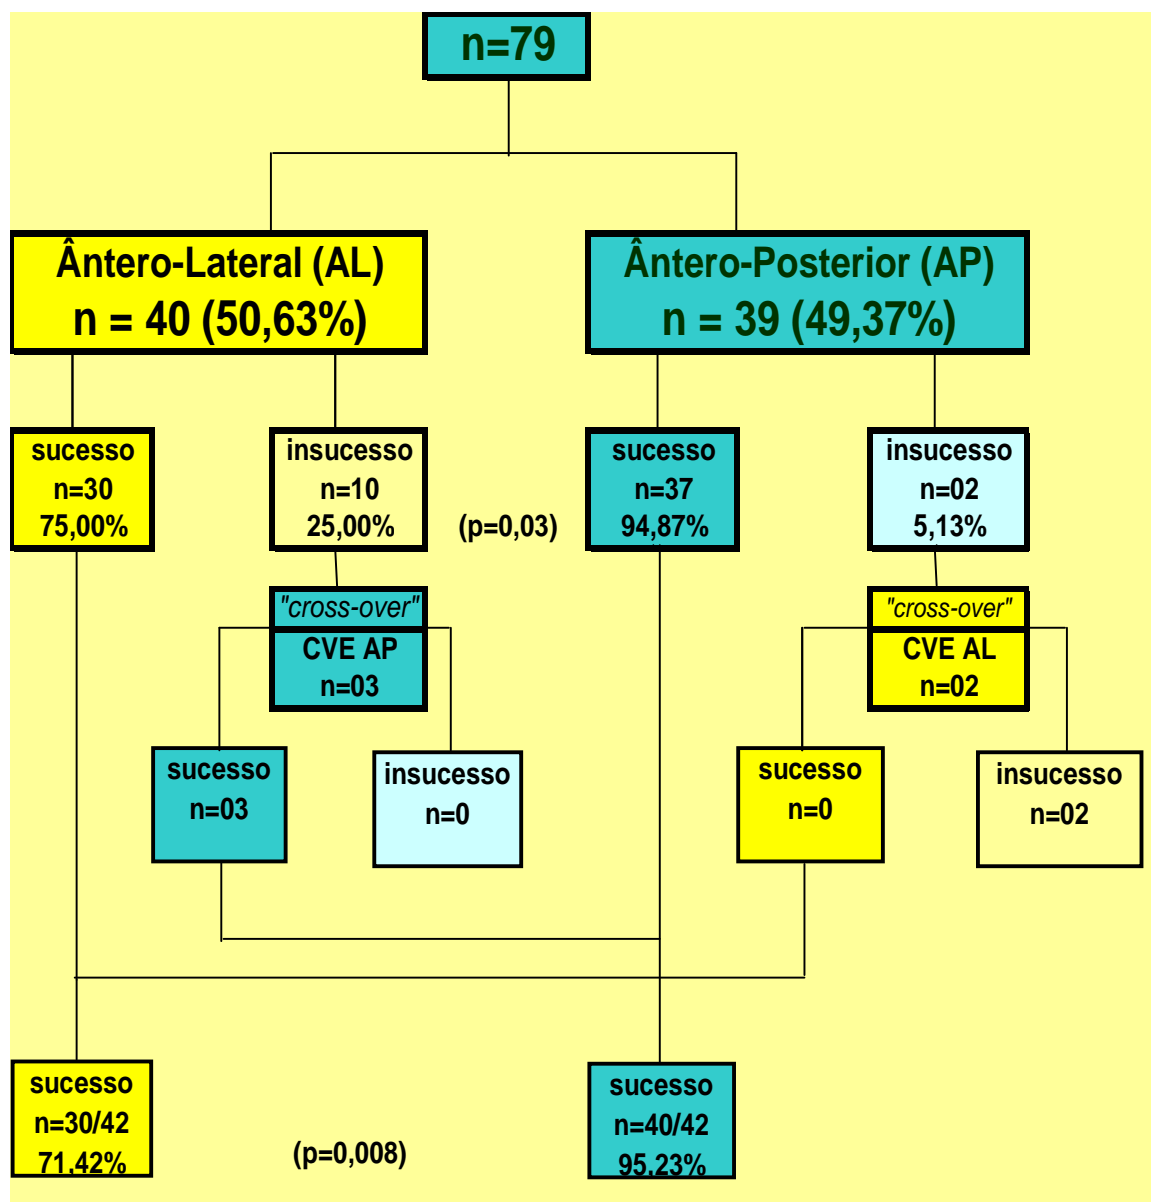 n=79
Ântero-Lateral (AL)
n = 40 (50,63%)
Ântero-Posterior (AP)
n = 39 (49,37%)
sucesso
n=30
75,00%
insucesso
n=10
25,00%
(p=0,03)
sucesso
n=37
94,87%
insucesso
n=02
5,13%
"cross-over"
CVE AP
n=03
"cross-over"
CVE AL
n=02
sucesso
n=03
insucesso
n=0
sucesso
n=0
insucesso
n=02
sucesso
n=30/42
71,42%
(p=0,008)
sucesso
n=40/42
95,23%